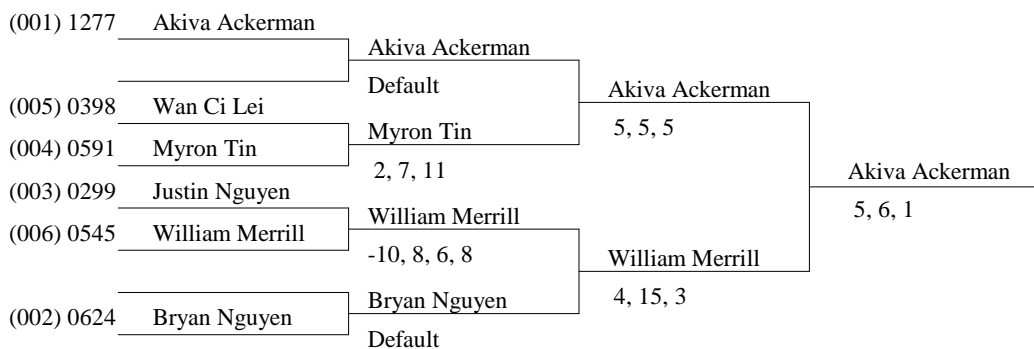 (001) 1277 Akiva Ackerman
Akiva Ackerman
Default
Akiva Ackerman
(005) 0398 Wan Ci Lei
Myron Tin
5, 5, 5
(004) 0591 Myron Tin
2, 7, 11
Akiva Ackerman
(003) 0299 Justin Nguyen
William Merrill
5, 6, 1
(006) 0545 William Merrill
-10, 8, 6, 8
William Merrill
Bryan Nguyen
4, 15, 3
(002) 0624 Bryan Nguyen
Default